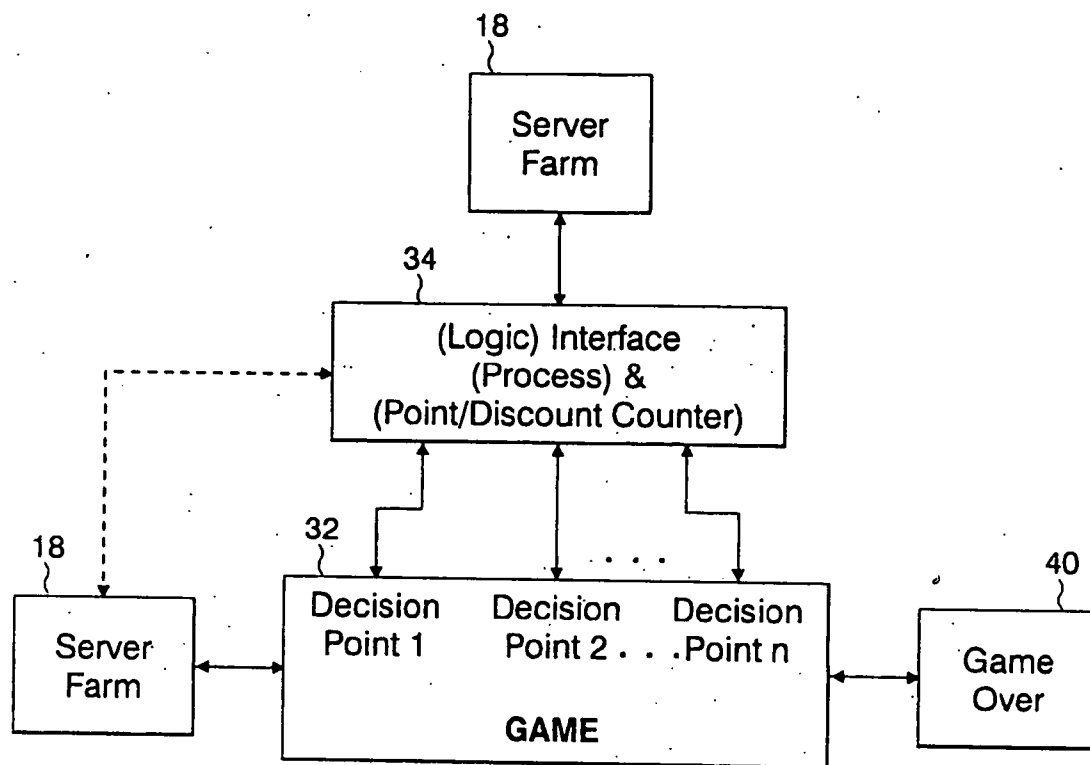 18
Server
Farm
34
(Logic) Interface
(Process) &
(Point/Discount Counter)
18
Server
Farm
32
. . .
Decision
Point 1
Decision
Point 2 . . .
Decision
Point n
GAME
40
Game
Over